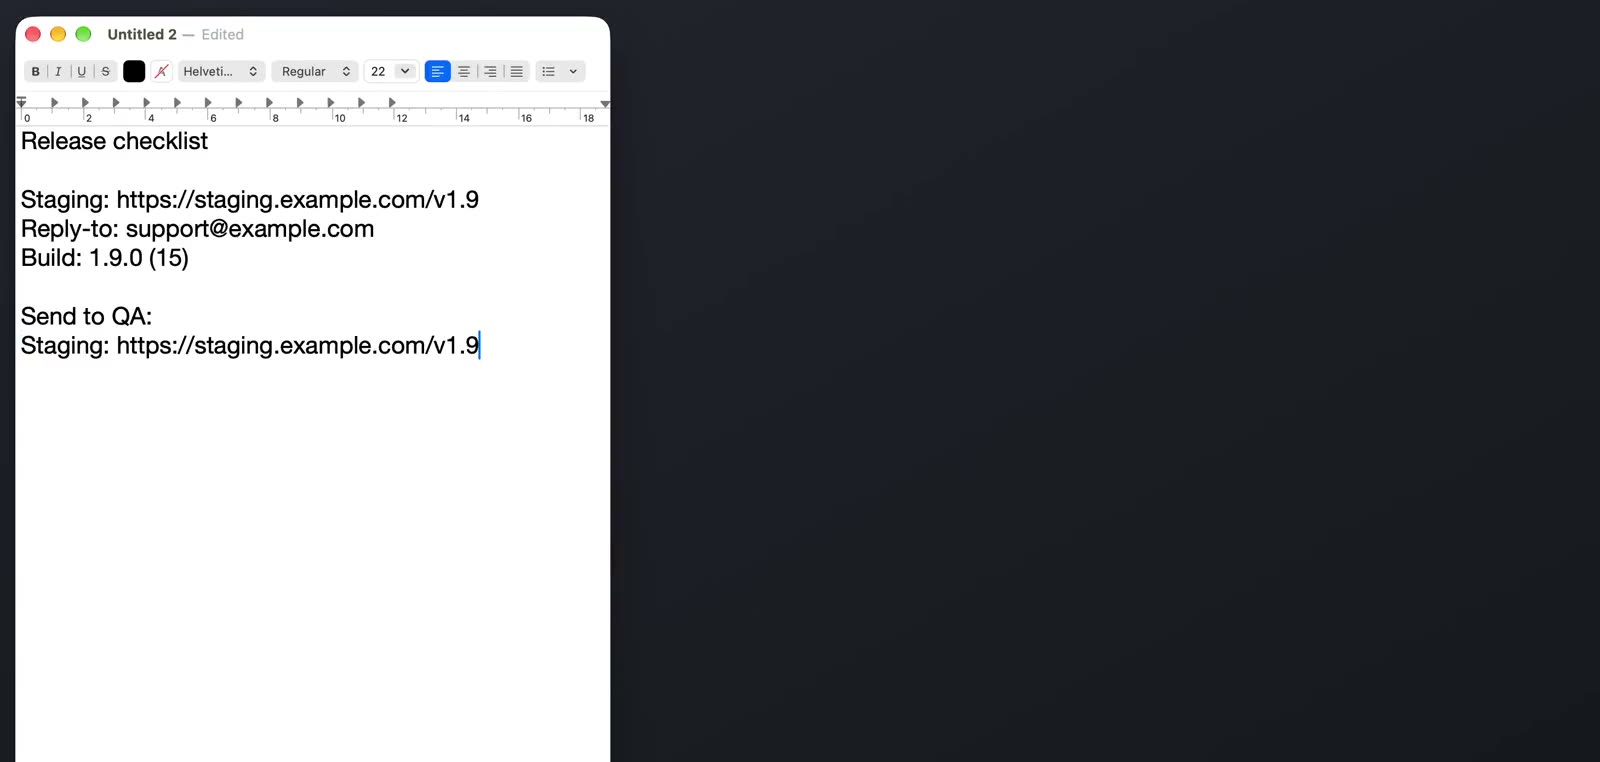 Untitled 2 — Edited
B I U S Helveti... Regular 22
0 2 4 6 8 10 12 14 16 18
Release checklist
Staging: https://staging.example.com/v1.9
Reply-to: support@example.com
Build: 1.9.0 (15)
Send to QA:
Staging: https://staging.example.com/v1.9